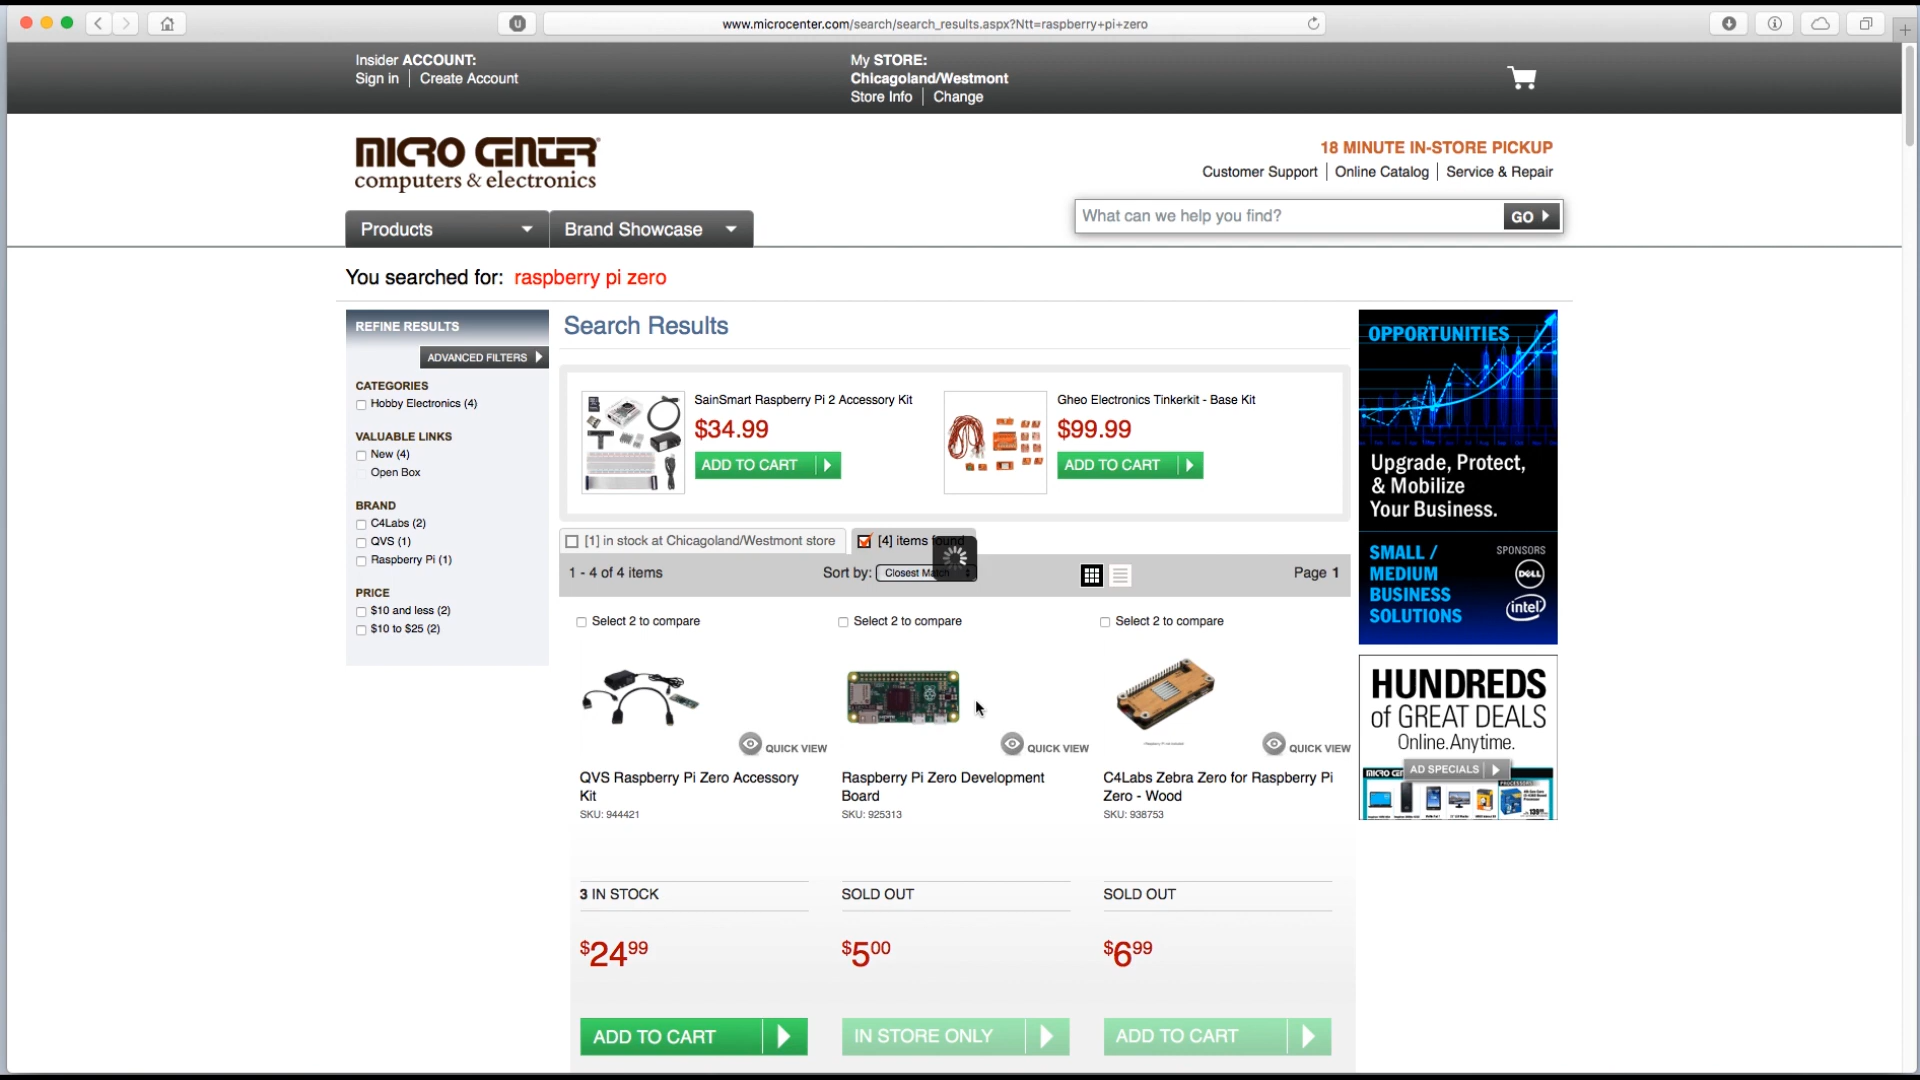 www.microcenter.com/search/search_results.aspx?Ntt=raspberry+pi+zero
Insider ACCOUNT:
Sign in | Create Account
My STORE:
Chicagoland/Westmont
Store Info | Change
MICRO CENTER
computers & electronics
18 MINUTE IN-STORE PICKUP
Customer Support | Online Catalog | Service & Repair
What can we help you find?
GO
Products
Brand Showcase
You searched for: raspberry pi zero
REFINE RESULTS
ADVANCED FILTERS
CATEGORIES
Hobby Electronics (4)
VALUABLE LINKS
New (4)
Open Box
BRAND
C4Labs (2)
QVS (1)
Raspberry Pi (1)
PRICE
$10 and less (2)
$10 to $25 (2)
Search Results
SainSmart Raspberry Pi 2 Accessory Kit
$34.99
ADD TO CART
Gheo Electronics Tinkerkit - Base Kit
$99.99
ADD TO CART
[1] in stock at Chicagoland/Westmont store
[4] items found
1 - 4 of 4 items
Sort by: Closest Match
Page 1
Select 2 to compare
QUICK VIEW
QVS Raspberry Pi Zero Accessory
Kit
SKU: 944421
3 IN STOCK
$24.99
ADD TO CART
Select 2 to compare
QUICK VIEW
Raspberry Pi Zero Development
Board
SKU: 925313
SOLD OUT
$5.00
IN STORE ONLY
Select 2 to compare
QUICK VIEW
C4Labs Zebra Zero for Raspberry Pi
Zero - Wood
SKU: 938753
SOLD OUT
$6.99
ADD TO CART
OPPORTUNITIES
Upgrade, Protect,
& Mobilize
Your Business.
SMALL /
MEDIUM
BUSINESS
SOLUTIONS
SPONSORS
DELL
intel
HUNDREDS
of GREAT DEALS
Online.Anytime.
AD SPECIALS